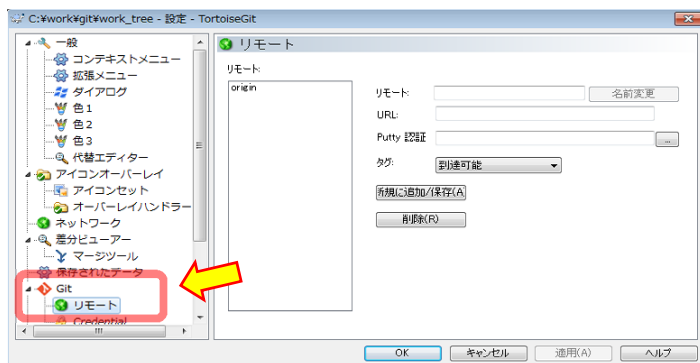 C:¥work¥git¥work_tree - 設定 - TortoiseGit
一般
コンテキストメニュー
拡張メニュー
ダイアログ
色1
色2
色3
代替エディター
アイコンオーバーレイ
アイコンセット
オーバーレイハンドラー
ネットワーク
差分ビューアー
マージツール
保存されたデータ
Git
リモート
Credential
リモート
リモート:
origin
リモート:
名前変更
URL:
Putty 認証
...
タグ:
到達可能
新規に追加/保存(A
削除(R)
OK
キャンセル
適用(A)
ヘルプ